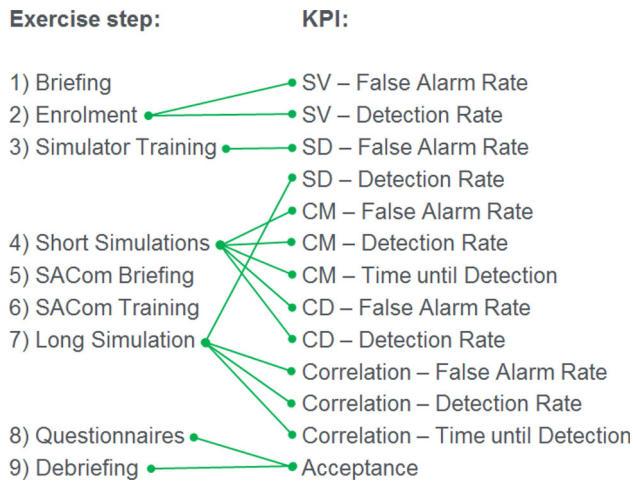 Exercise step:
1) Briefing
2) Enrolment
3) Simulator Training
4) Short Simulations
5) SACom Briefing
6) SACom Training
7) Long Simulation
8) Questionnaires
9) Debriefing
KPI:
SV – False Alarm Rate
SV – Detection Rate
SD – False Alarm Rate
SD – Detection Rate
CM – False Alarm Rate
CM – Detection Rate
CM – Time until Detection
CD – False Alarm Rate
CD – Detection Rate
Correlation – False Alarm Rate
Correlation – Detection Rate
Correlation – Time until Detection
Acceptance